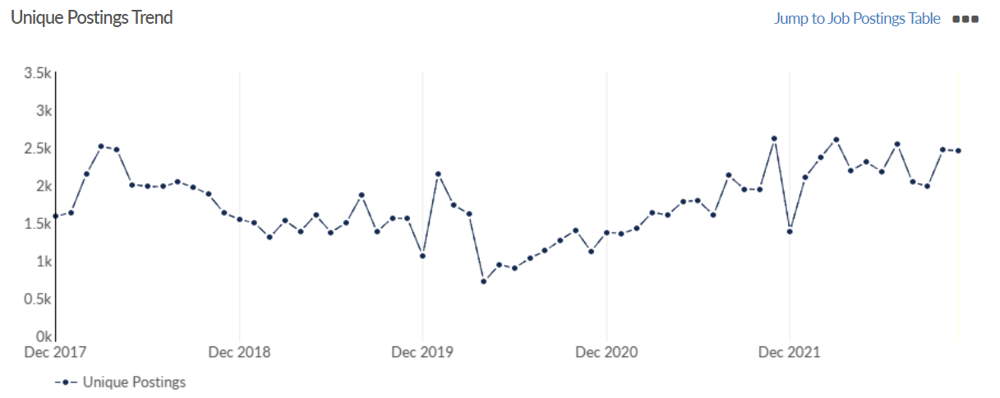 Unique Postings Trend
Jump to Job Postings Table
3.5k
3k
2.5k
2k
1.5k
1k
0.5k
0k
Dec 2017 Dec 2018 Dec 2019 Dec 2020 Dec 2021
Unique Postings